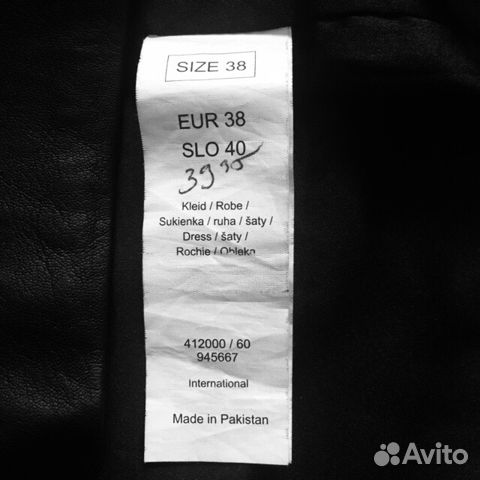 SIZE 38
EUR 38
SLO 40
Kleid / Robe /
Sukienka / ruha / šaty /
Dress / šaty /
Rochie / Obleka
412000 / 60
945667
International
Made in Pakistan
Avito